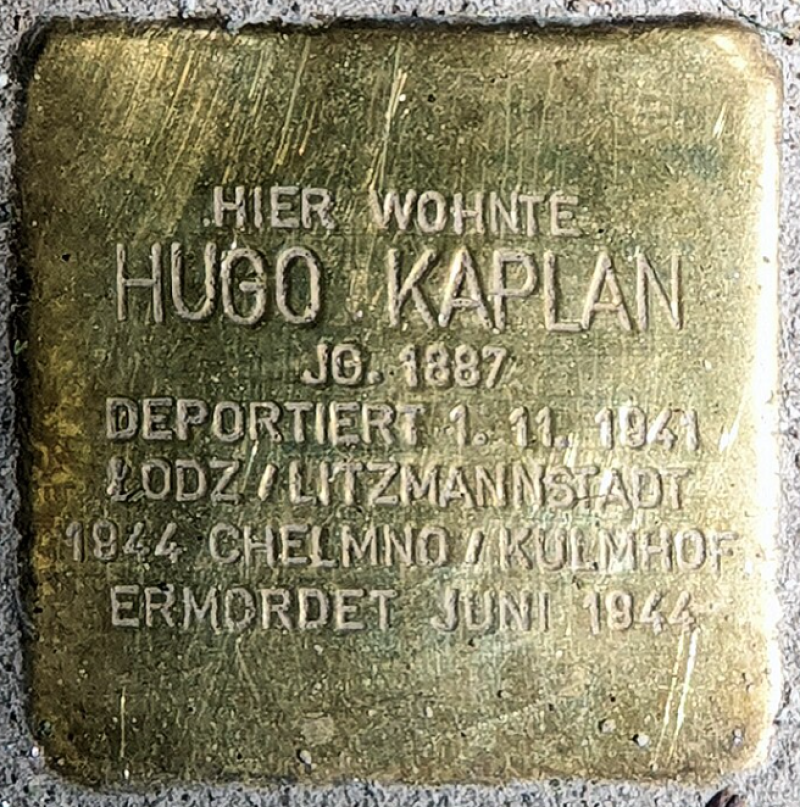 HIER WOHNTE
HUGO KAPLAN
JG. 1887
DEPORTIERT 1. 11. 1941
ŁODZ / LITZMANNSTADT
1944 CHELMNO / KULMHOF
ERMORDET JUNI 1944